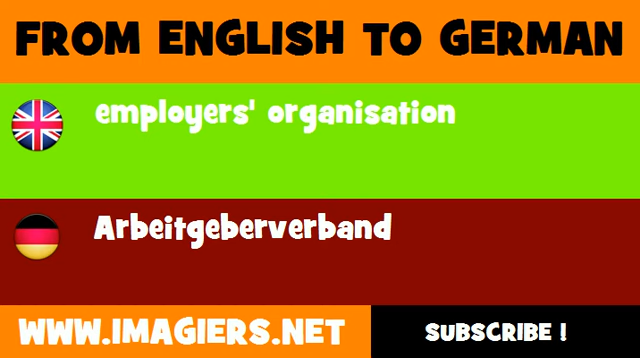 FROM ENGLISH TO GERMAN
employers' organisation
Arbeitgeberverband
WWW.IMAGIERS.NET
SUBSCRIBE !